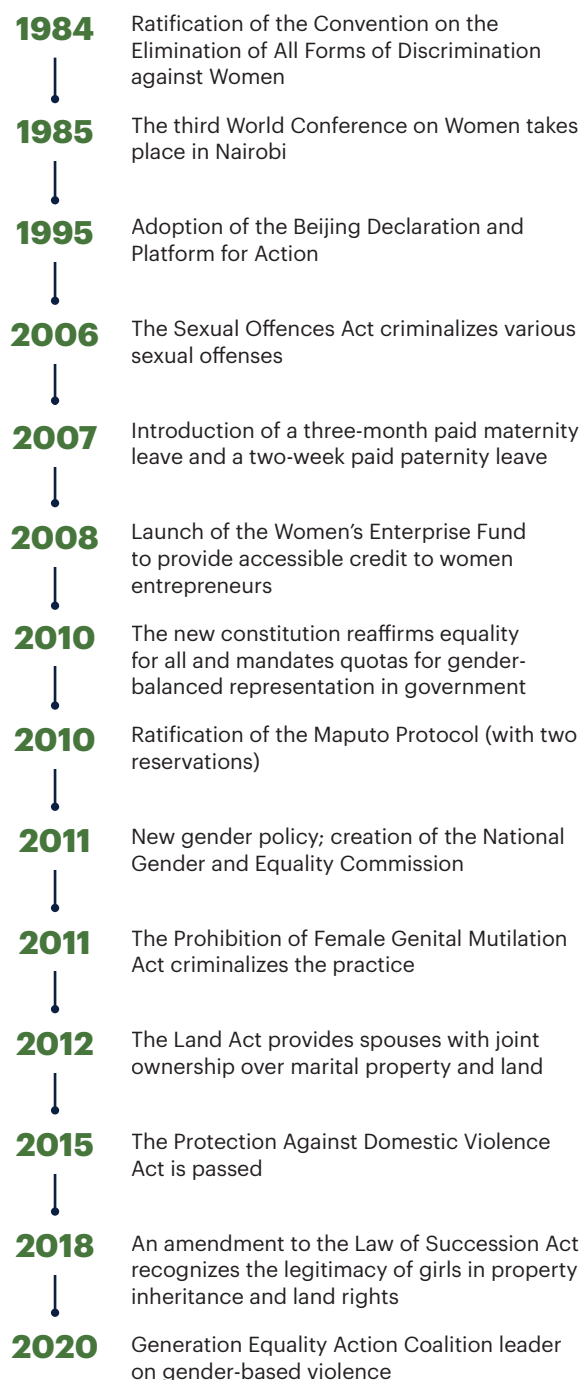 1984
Ratification of the Convention on the
Elimination of All Forms of Discrimination
against Women
1985
The third World Conference on Women takes
place in Nairobi
1995
Adoption of the Beijing Declaration and
Platform for Action
2006
The Sexual Offences Act criminalizes various
sexual offenses
2007
Introduction of a three-month paid maternity
leave and a two-week paid paternity leave
2008
Launch of the Women’s Enterprise Fund
to provide accessible credit to women
entrepreneurs
2010
The new constitution reaffirms equality
for all and mandates quotas for gender-
balanced representation in government
2010
Ratification of the Maputo Protocol (with two
reservations)
2011
New gender policy; creation of the National
Gender and Equality Commission
2011
The Prohibition of Female Genital Mutilation
Act criminalizes the practice
2012
The Land Act provides spouses with joint
ownership over marital property and land
2015
The Protection Against Domestic Violence
Act is passed
2018
An amendment to the Law of Succession Act
recognizes the legitimacy of girls in property
inheritance and land rights
2020
Generation Equality Action Coalition leader
on gender-based violence